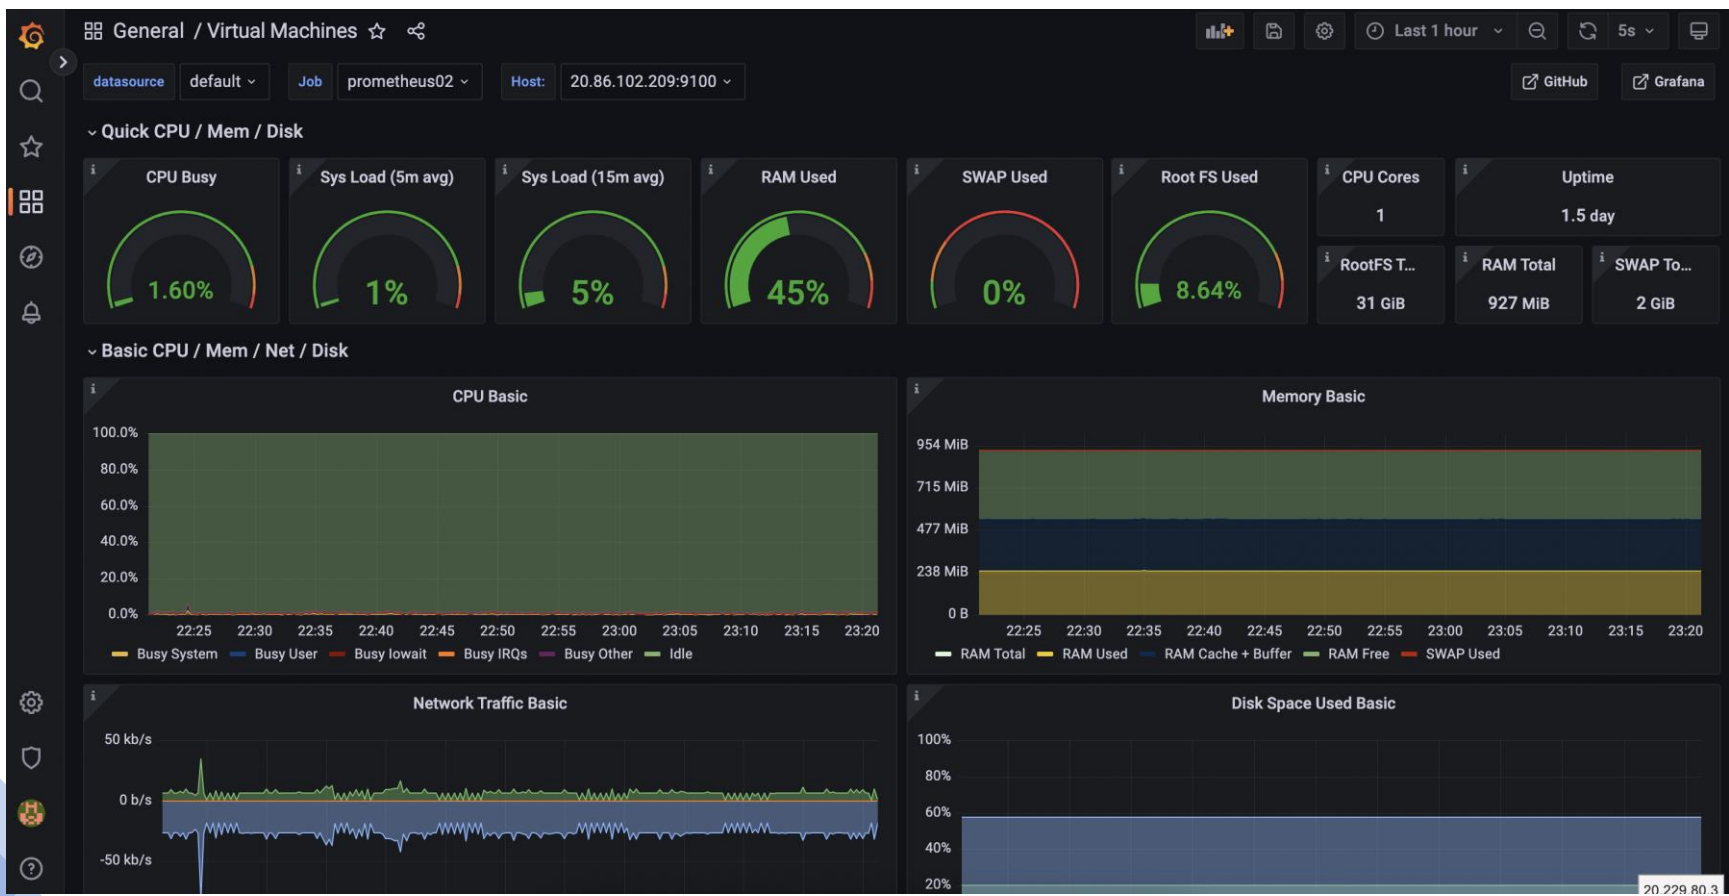 General / Virtual Machines
Last 1 hour
5s
datasource default Job prometheus02 Host: 20.86.102.209:9100 GitHub Grafana
Quick CPU / Mem / Disk
CPU Busy
1.60%
Sys Load (5m avg)
1%
Sys Load (15m avg)
5%
RAM Used
45%
SWAP Used
0%
Root FS Used
8.64%
CPU Cores
1
Uptime
1.5 day
RootFS T...
31 GiB
RAM Total
927 MiB
SWAP To...
2 GiB
Basic CPU / Mem / Net / Disk
CPU Basic
100.0%
80.0%
60.0%
40.0%
20.0%
0.0%
22:25 22:30 22:35 22:40 22:45 22:50 22:55 23:00 23:05 23:10 23:15 23:20
Busy System Busy User Busy Iowait Busy IRQs Busy Other Idle
Memory Basic
954 MiB
715 MiB
477 MiB
238 MiB
0 B
22:25 22:30 22:35 22:40 22:45 22:50 22:55 23:00 23:05 23:10 23:15 23:20
RAM Total RAM Used RAM Cache + Buffer RAM Free SWAP Used
Network Traffic Basic
50 kb/s
0 b/s
-50 kb/s
Disk Space Used Basic
100%
80%
60%
40%
20%
20.229.80.3